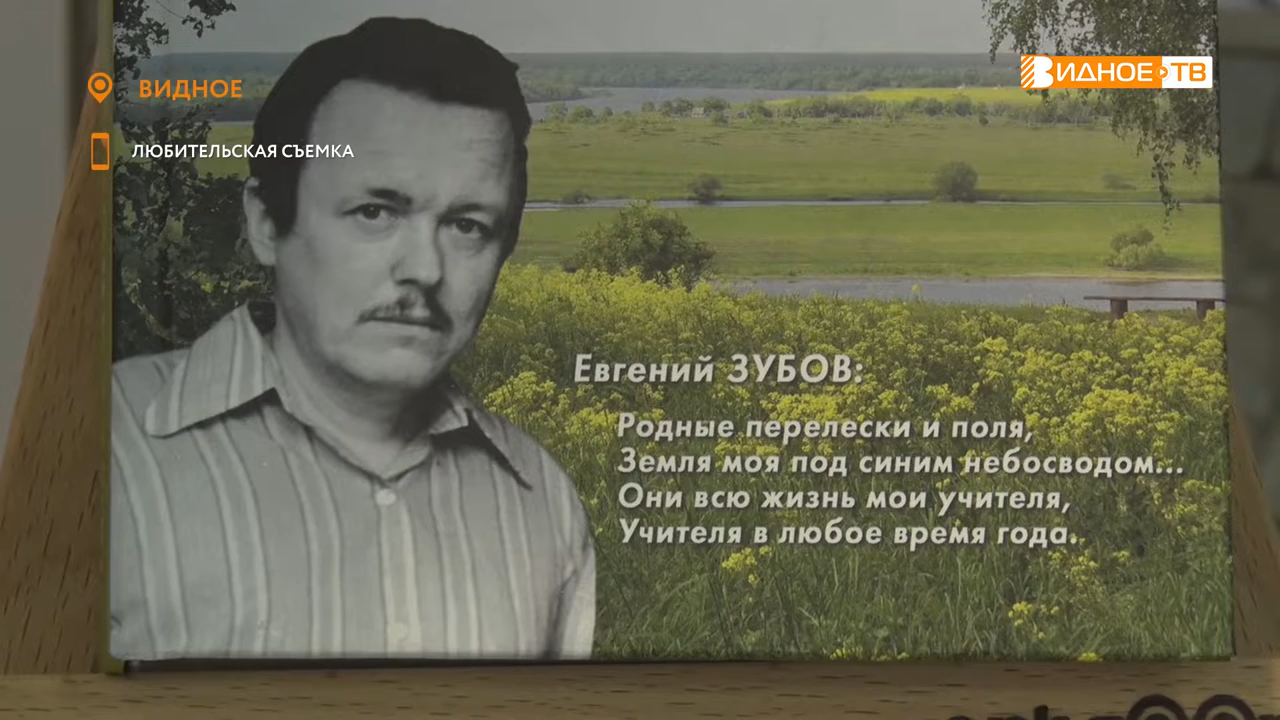 ВИДНОЕ
ВИДНОЕ ТВ
ЛЮБИТЕЛЬСКАЯ СЪЕМКА
Евгений ЗУБОВ:
Родные перелески и поля,
Земля моя под синим небосводом...
Они всю жизнь мои учителя,
Учителя в любое время года.